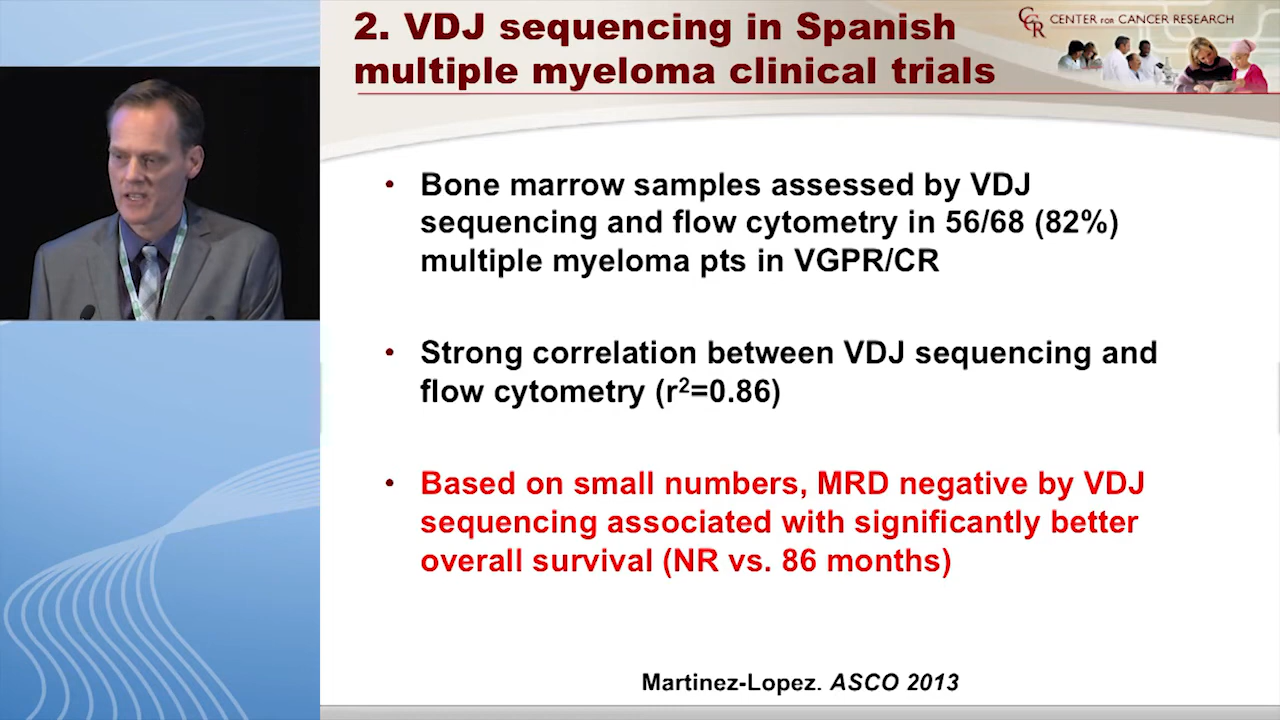 2. VDJ sequencing in Spanish
multiple myeloma clinical trials
CCR CENTER FOR CANCER RESEARCH
• Bone marrow samples assessed by VDJ
sequencing and flow cytometry in 56/68 (82%)
multiple myeloma pts in VGPR/CR
• Strong correlation between VDJ sequencing and
flow cytometry (r²=0.86)
• Based on small numbers, MRD negative by VDJ
sequencing associated with significantly better
overall survival (NR vs. 86 months)
Martinez-Lopez. ASCO 2013